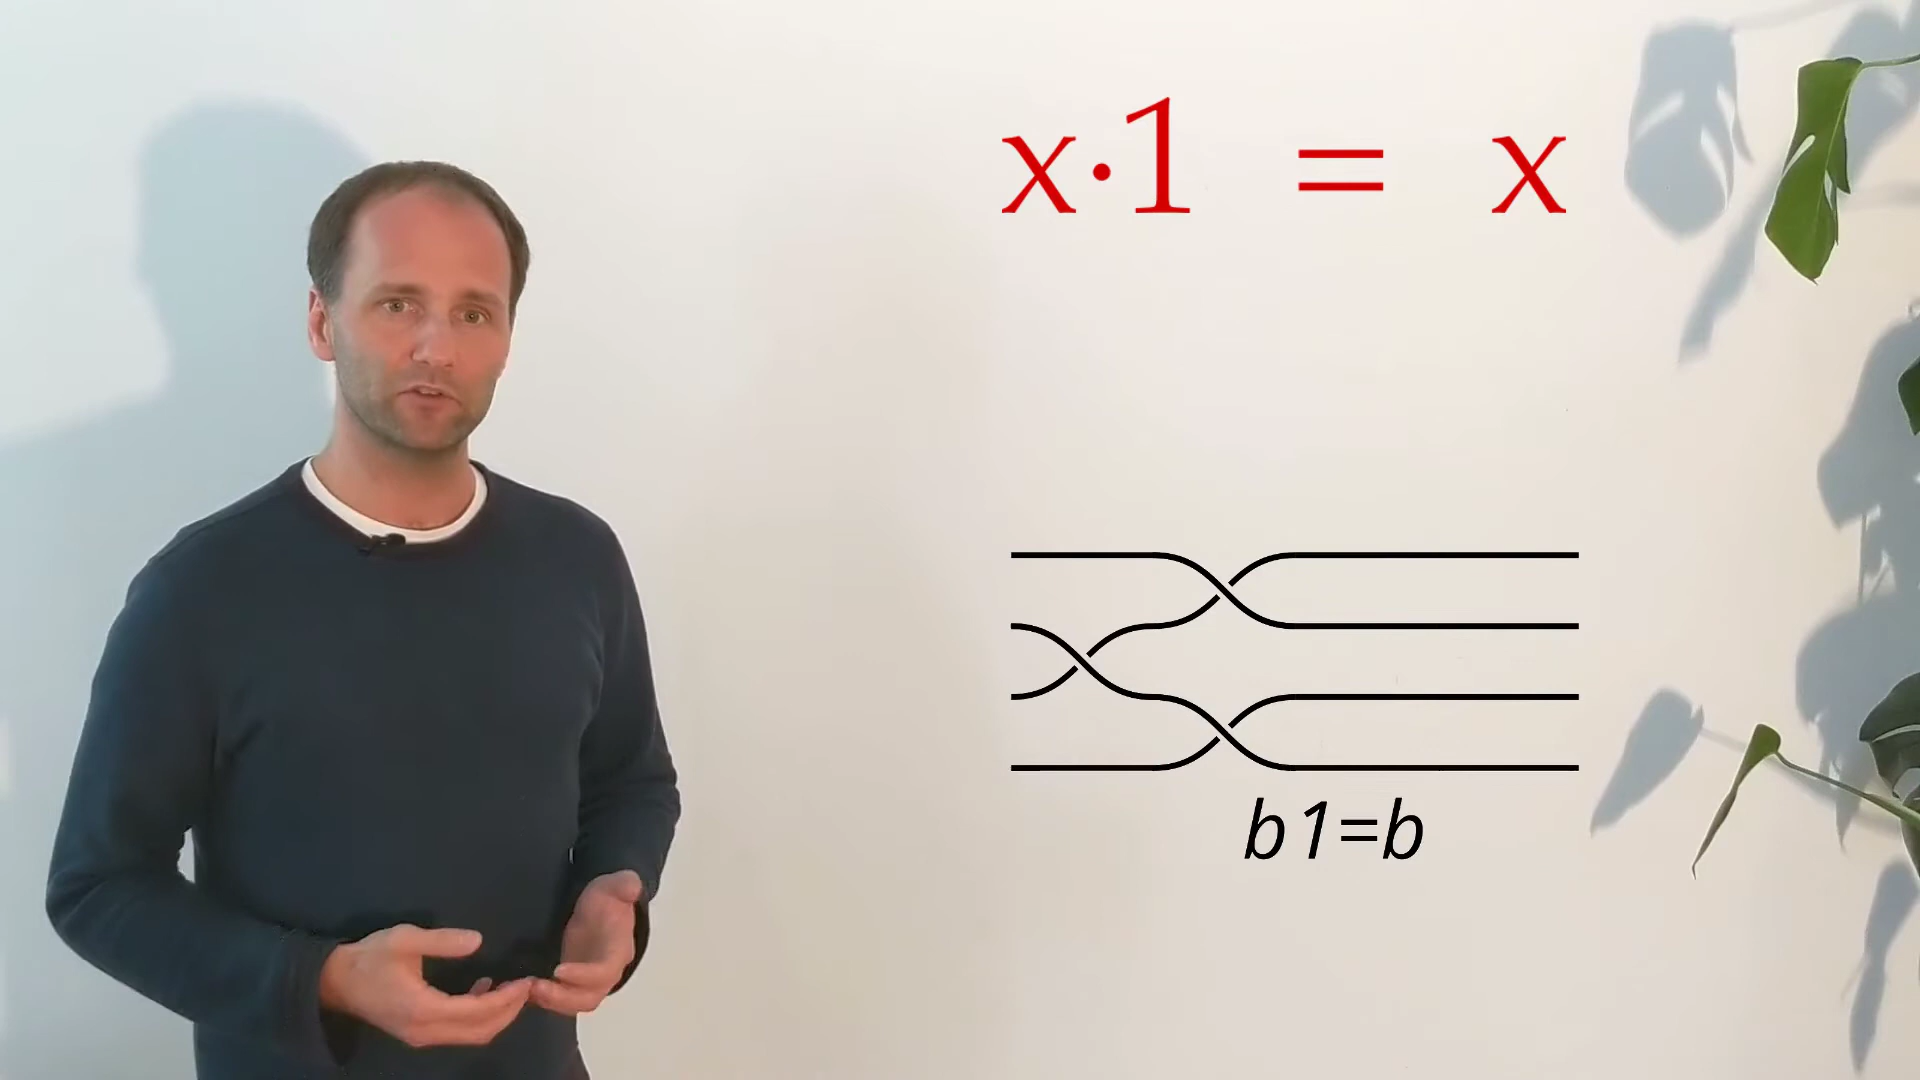 x·1 = x
b1=b